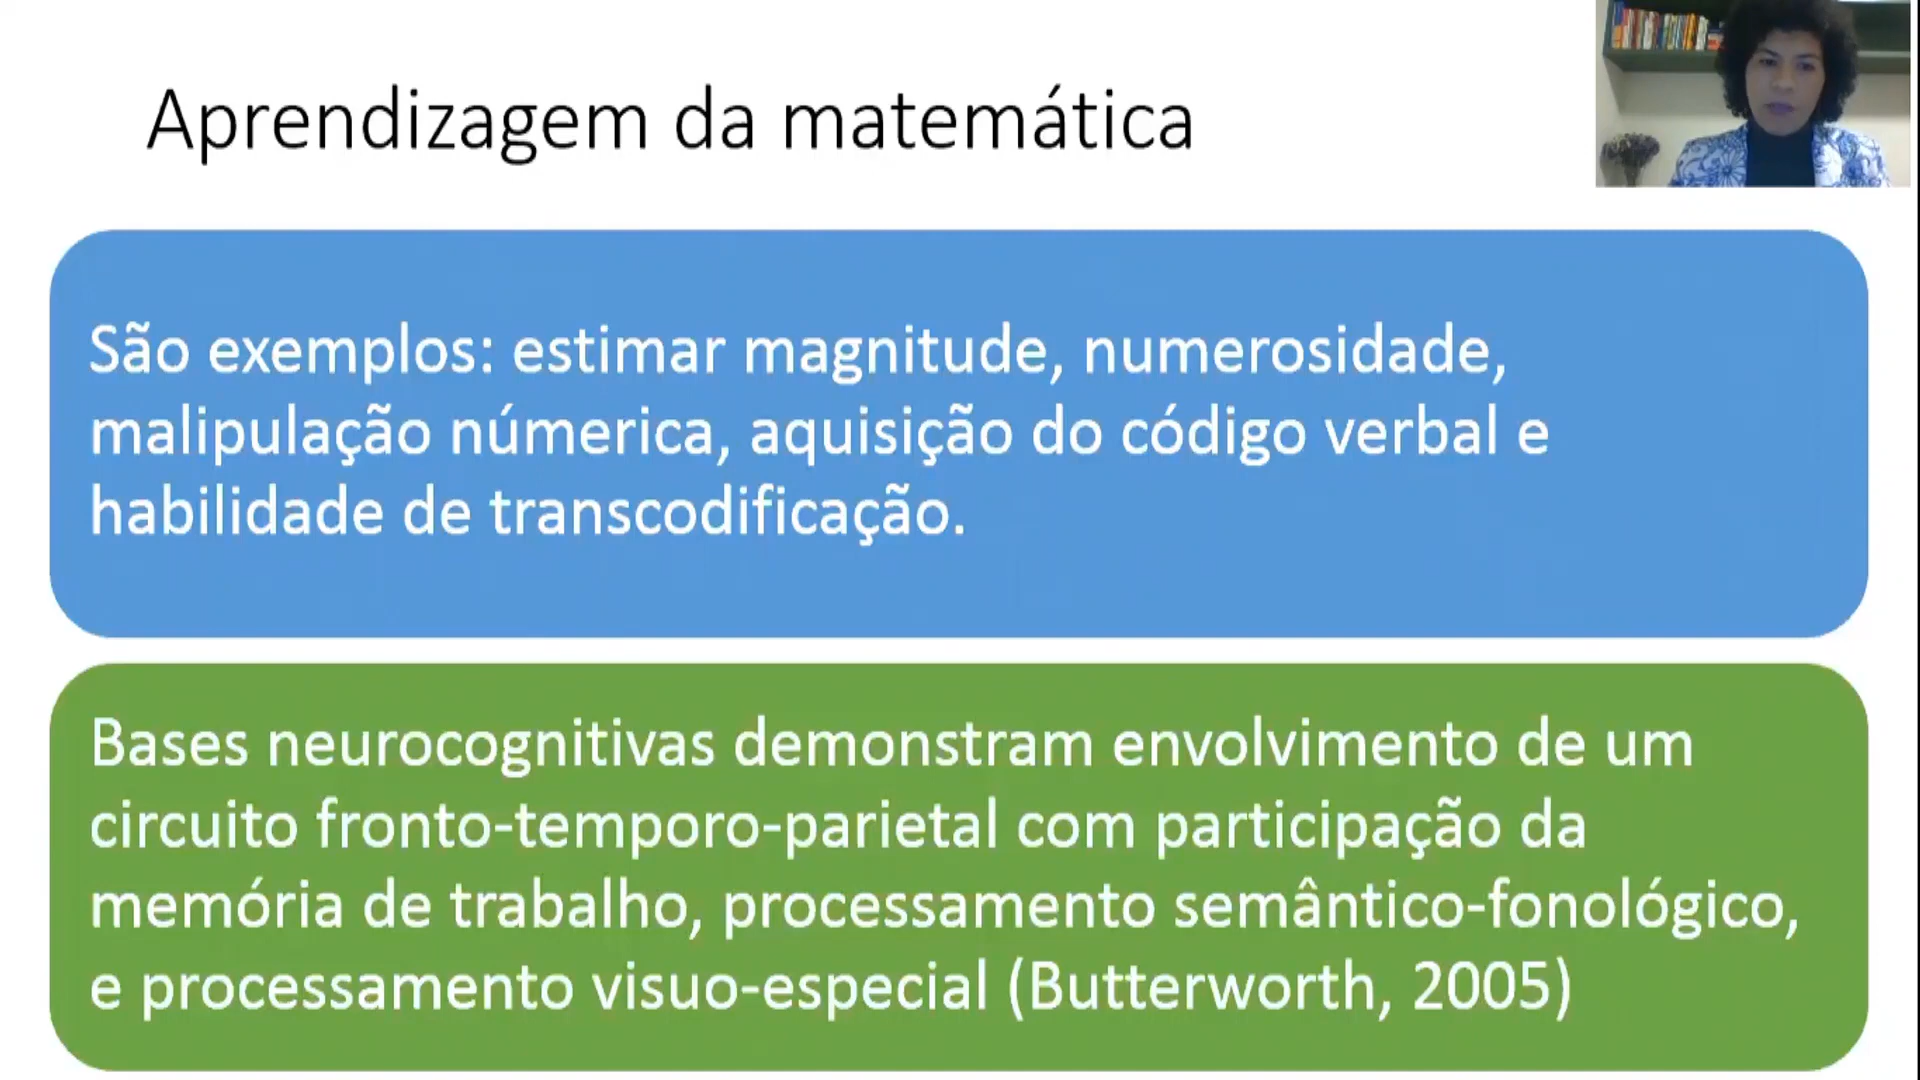 Aprendizagem da matemática
São exemplos: estimar magnitude, numerosidade,
malipulação númerica, aquisição do código verbal e
habilidade de transcodificação.
Bases neurocognitivas demonstram envolvimento de um
circuito fronto-temporo-parietal com participação da
memória de trabalho, processamento semântico-fonológico,
e processamento visuo-especial (Butterworth, 2005)